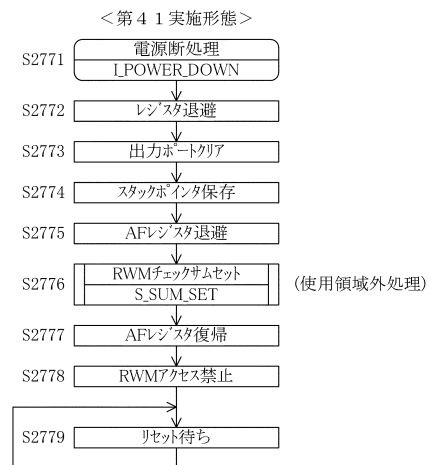 ＜第４１実施形態＞
S2771 電源断処理
I_POWER_DOWN
S2772 レジスタ退避
S2773 出力ポートクリア
S2774 スタックポインタ保存
S2775 AFレジスタ退避
S2776 RWMチェックサムセット
S_SUM_SET (使用領域外処理)
S2777 AFレジスタ復帰
S2778 RWMアクセス禁止
S2779 リセット待ち